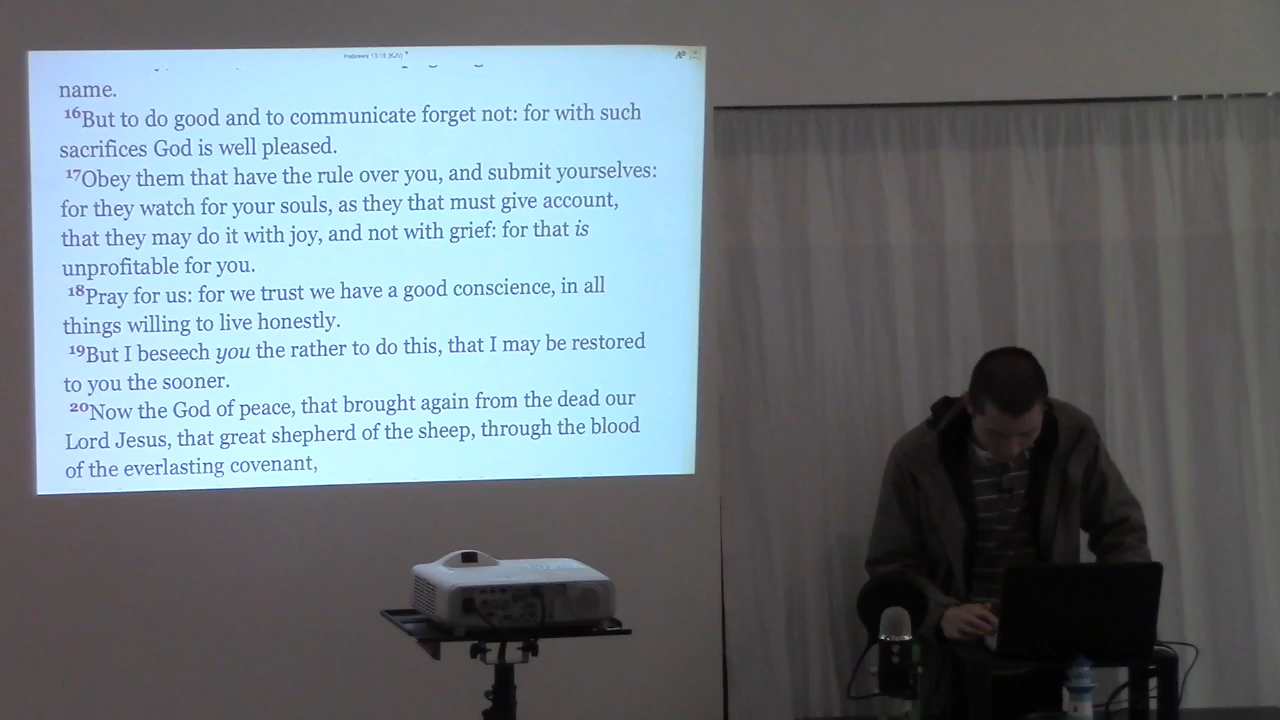 Hebrews 13:16 (KJV)
name.
16But to do good and to communicate forget not: for with such
sacrifices God is well pleased.
17Obey them that have the rule over you, and submit yourselves:
for they watch for your souls, as they that must give account,
that they may do it with joy, and not with grief: for that is
unprofitable for you.
18Pray for us: for we trust we have a good conscience, in all
things willing to live honestly.
19But I beseech you the rather to do this, that I may be restored
to you the sooner.
20Now the God of peace, that brought again from the dead our
Lord Jesus, that great shepherd of the sheep, through the blood
of the everlasting covenant,